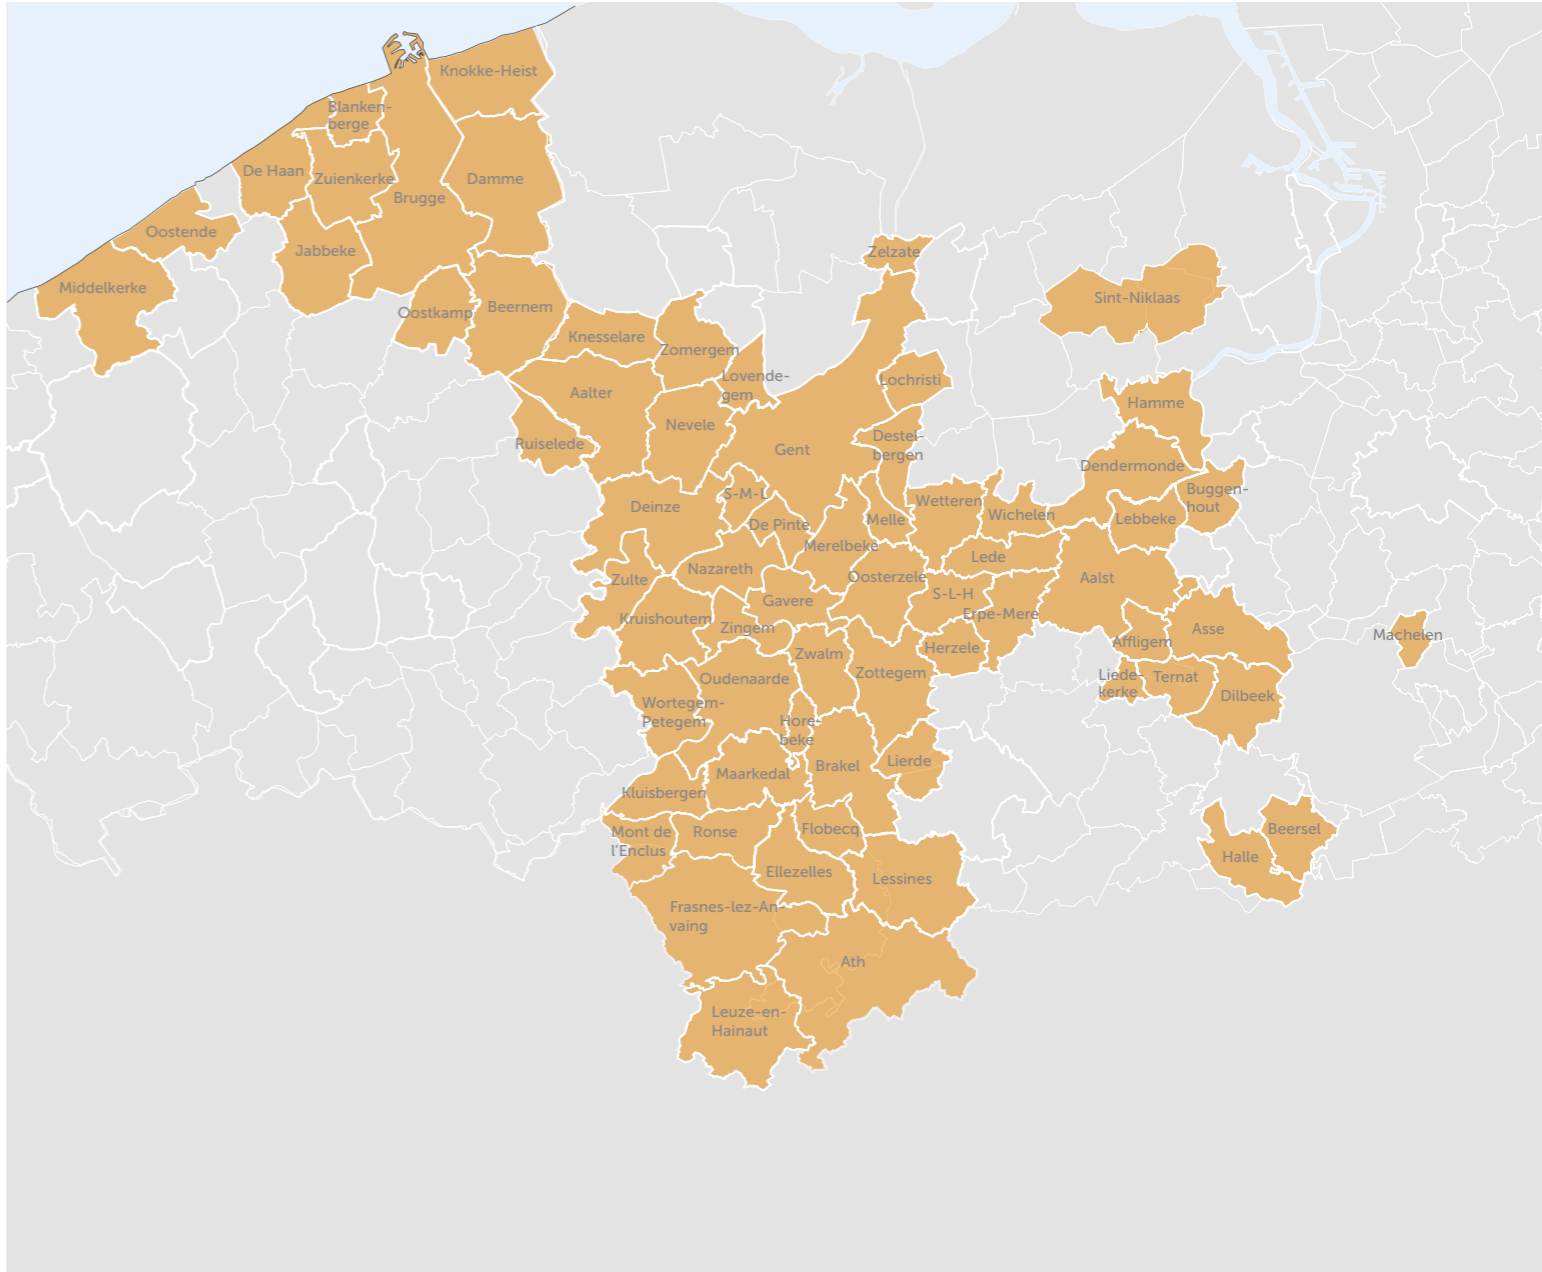 Knokke-Heist
Blanken-
berge
De Haan
Zuienkerke
Damme
Brugge
Oostende
Jabbeke
Zelzate
Middelkerke
Sint-Niklaas
Oostkamp
Beernem
Knesselare
Zomergem
Lovende-
gem
Lochristi
Aalter
Hamme
Nevele
Ruiselede
Gent
Destel-
bergen
Dendermonde
Buggen-
hout
S-M-L
Deinze
Wetteren
Wichelen
Lebbeke
De Pinte
Melle
Merelbeke
Lede
Nazareth
Zulte
Oosterzele
Aalst
S-L-H
Gavere
Erpe-Mere
Kruishoutem
Zingem
Asse
Machelen
Affligem
Herzele
Zwalm
Zottegem
Oudenaarde
Liede-
kerke
Ternat
Dilbeek
Wortegem-
Petegem
Hore-
beke
Lierde
Brakel
Maarkedal
Kluisbergen
Mont de
l'Enclus
Ronse
Flobecq
Beersel
Halle
Ellezelles
Lessines
Frasnes-lez-An-
vaing
Ath
Leuze-en-
Hainaut